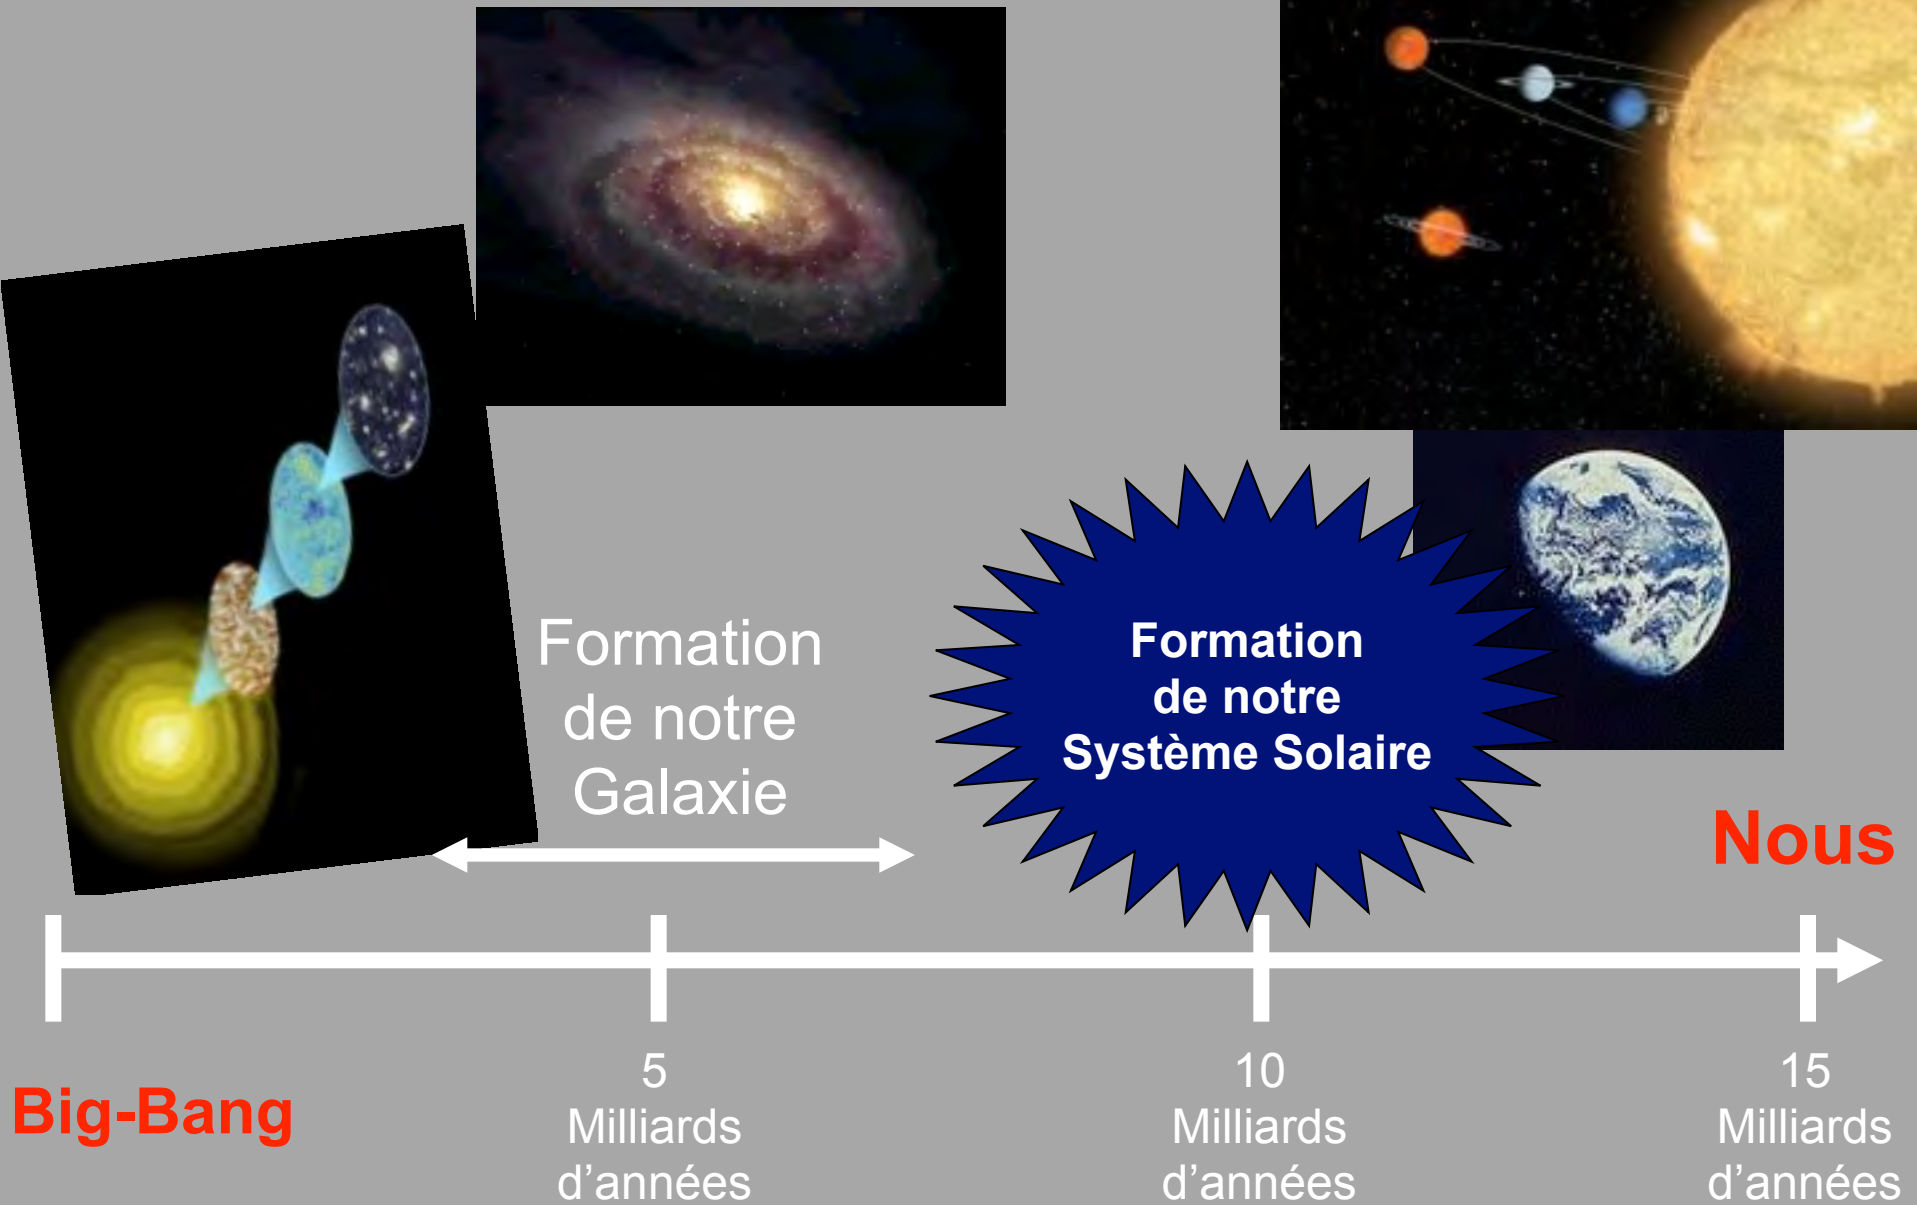 Formation
de notre
Galaxie
Formation
de notre
Système Solaire
Nous
Big-Bang
5
Milliards
d’années
10
Milliards
d’années
15
Milliards
d’années